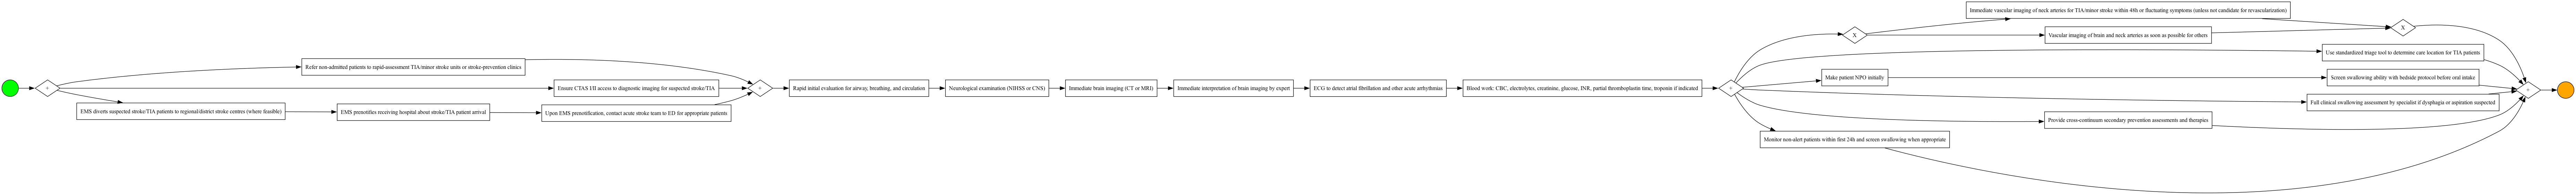 +
Refer non-admitted patients to rapid-assessment TIA/minor stroke units or stroke-prevention clinics
Ensure CTAS I/II access to diagnostic imaging for suspected stroke/TIA
EMS diverts suspected stroke/TIA patients to regional/district stroke centres (where feasible)
EMS prenotifies receiving hospital about stroke/TIA patient arrival
Upon EMS prenotification, contact acute stroke team to ED for appropriate patients
+
Rapid initial evaluation for airway, breathing, and circulation
Neurological examination (NIHSS or CNS)
Immediate brain imaging (CT or MRI)
Immediate interpretation of brain imaging by expert
ECG to detect atrial fibrillation and other acute arrhythmias
Blood work: CBC, electrolytes, creatinine, glucose, INR, partial thromboplastin time, troponin if indicated
+
X
Immediate vascular imaging of neck arteries for TIA/minor stroke within 48h or fluctuating symptoms (unless not candidate for revascularization)
Vascular imaging of brain and neck arteries as soon as possible for others
X
Use standardized triage tool to determine care location for TIA patients
Make patient NPO initially
Screen swallowing ability with bedside protocol before oral intake
Full clinical swallowing assessment by specialist if dysphagia or aspiration suspected
Provide cross-continuum secondary prevention assessments and therapies
Monitor non-alert patients within first 24h and screen swallowing when appropriate
+